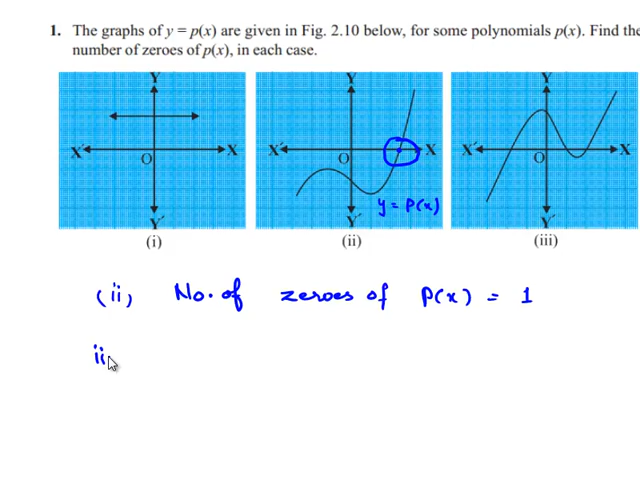 1. The graphs of y = p(x) are given in Fig. 2.10 below, for some polynomials p(x). Find the
number of zeroes of p(x), in each case.
Y Y Y
X′ X X′ X X′ X
O O O
y = P(x)
Y′ Y′ Y′
(i) (ii) (iii)
(ii) No. of zeroes of P(x) = 1
ii